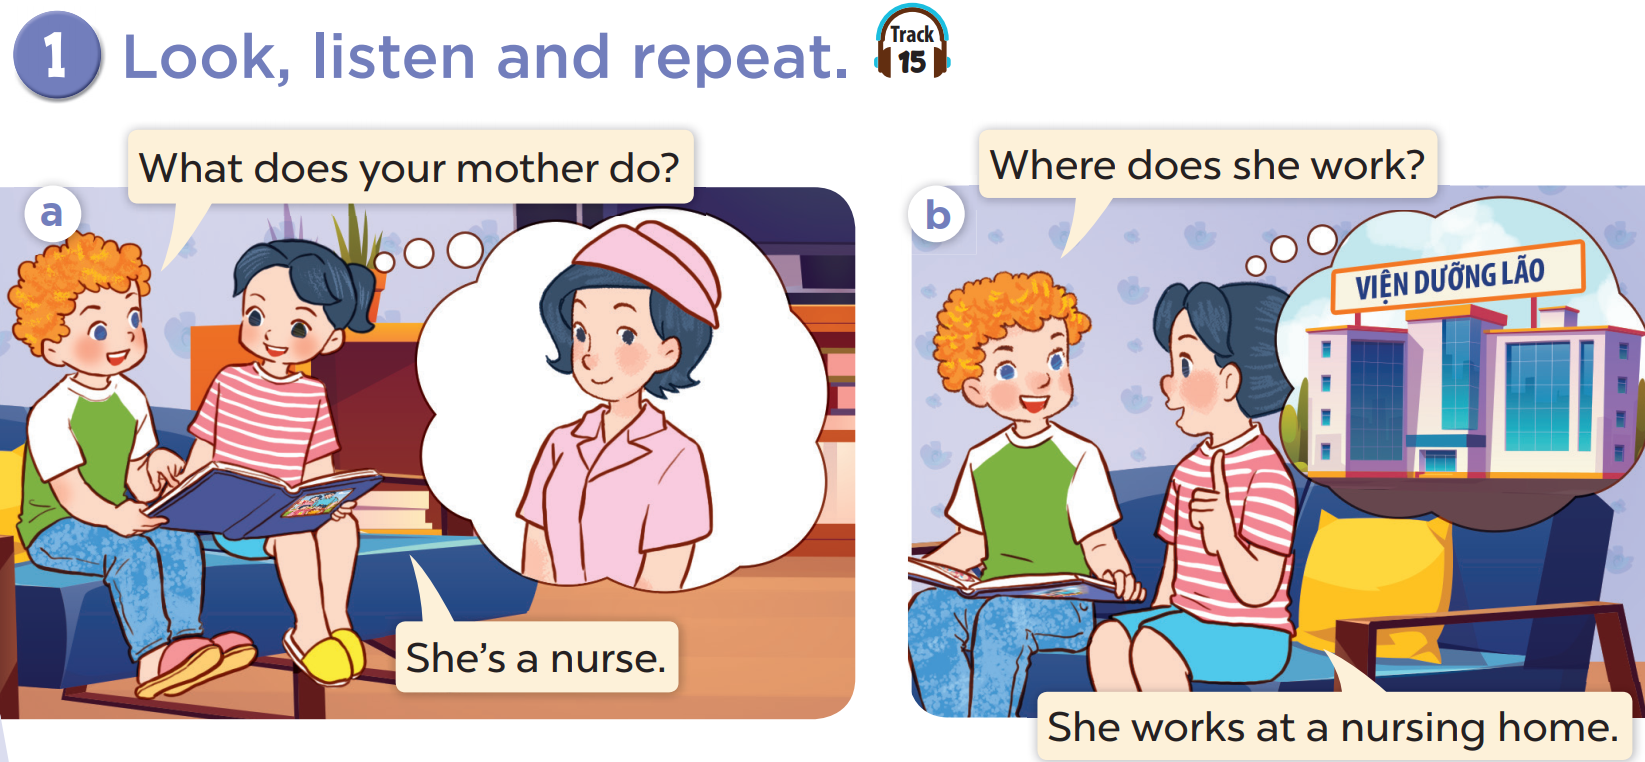 1 Look, listen and repeat.
Track
15
a
What does your mother do?
She's a nurse.
b
Where does she work?
VIỆN DƯỠNG LÃO
She works at a nursing home.